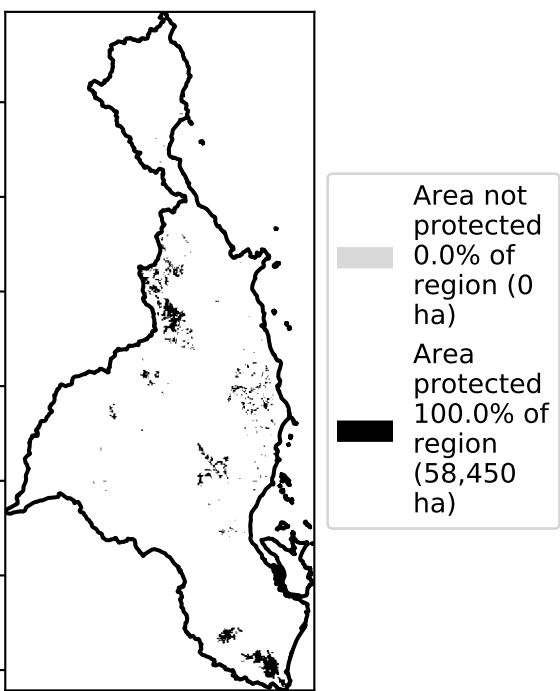 Area not
protected
0.0% of
region (0
ha)
Area
protected
100.0% of
region
(58,450
ha)